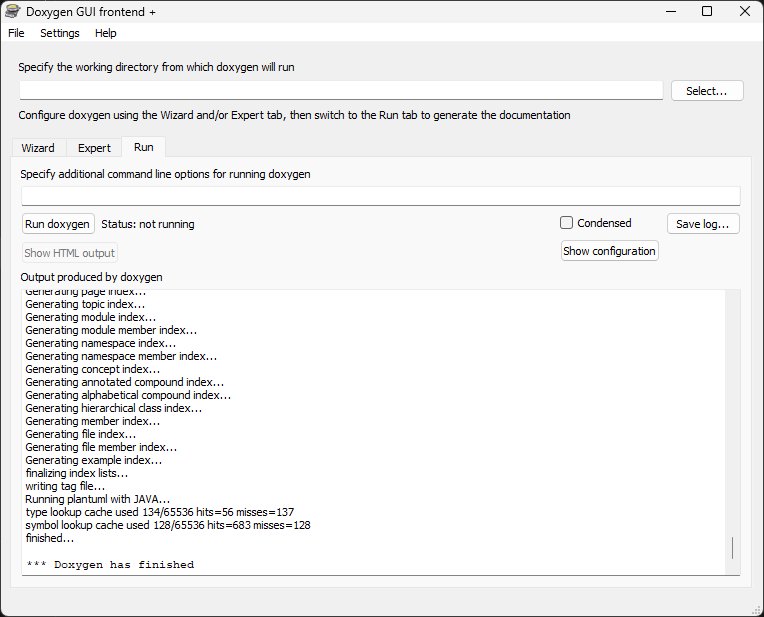 Doxygen GUI frontend +
File Settings Help
Specify the working directory from which doxygen will run
Select...
Configure doxygen using the Wizard and/or Expert tab, then switch to the Run tab to generate the documentation
Wizard Expert Run
Specify additional command line options for running doxygen
Run doxygen Status: not running Condensed Save log...
Show HTML output Show configuration
Output produced by doxygen
Generating page index...
Generating topic index...
Generating module index...
Generating module member index...
Generating namespace index...
Generating namespace member index...
Generating concept index...
Generating annotated compound index...
Generating alphabetical compound index...
Generating hierarchical class index...
Generating member index...
Generating file index...
Generating file member index...
Generating example index...
finalizing index lists...
writing tag file...
Running plantuml with JAVA...
type lookup cache used 134/65536 hits=56 misses=137
symbol lookup cache used 128/65536 hits=683 misses=128
finished...
*** Doxygen has finished